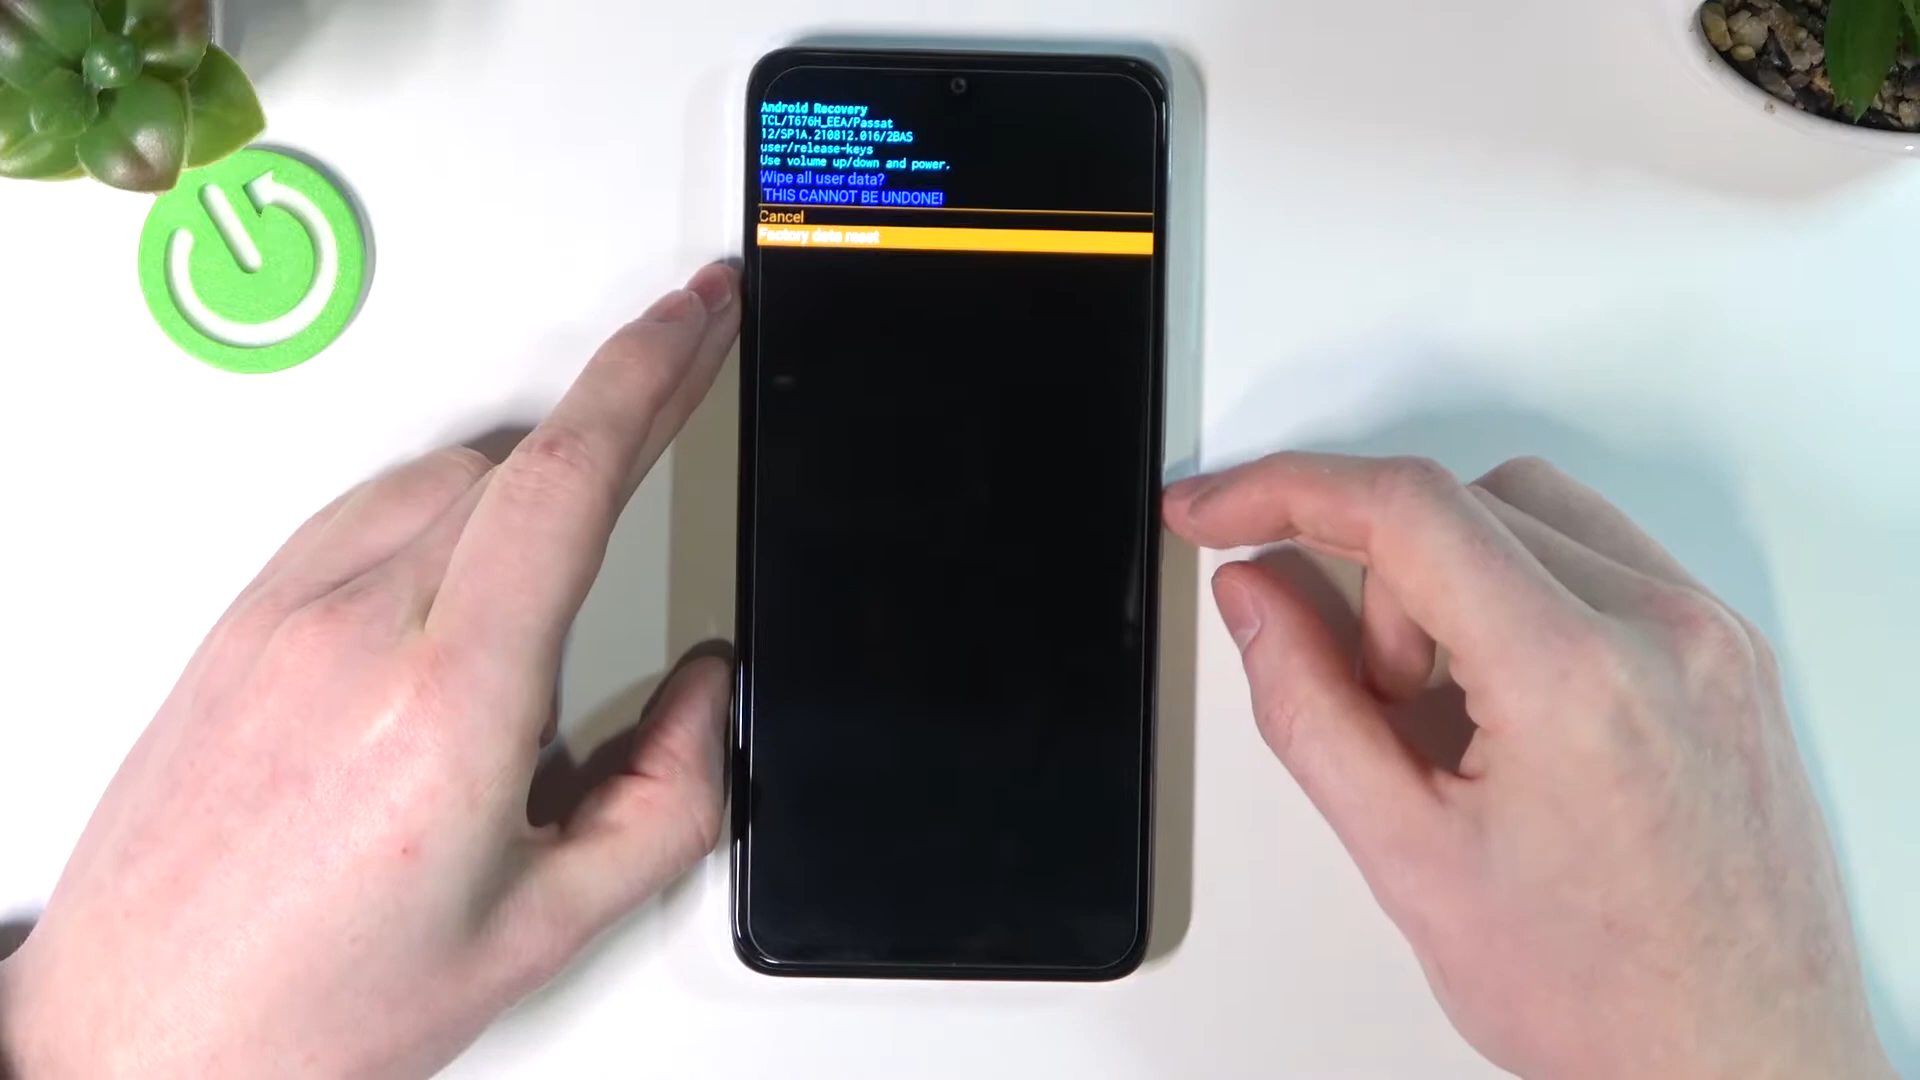 Android Recovery
TCL/T676H_EEA/Passat
12/SP1A.210812.016/2BAS
user/release-keys
Use volume up/down and power.
Wipe all user data?
THIS CANNOT BE UNDONE!
Cancel
Factory data reset